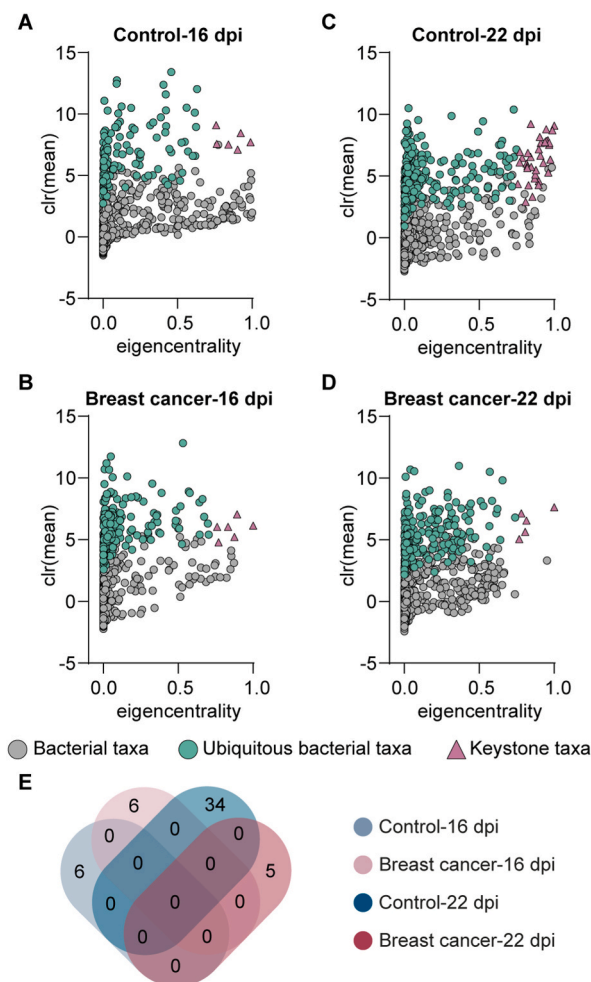 A
Control-16 dpi
15
10
5
0
-5
clr(mean)
0.0 0.5 1.0
eigencentrality
C
Control-22 dpi
15
10
5
0
-5
clr(mean)
0.0 0.5 1.0
eigencentrality
B
Breast cancer-16 dpi
15
10
5
0
-5
clr(mean)
0.0 0.5 1.0
eigencentrality
D
Breast cancer-22 dpi
15
10
5
0
-5
clr(mean)
0.0 0.5 1.0
eigencentrality
Bacterial taxa Ubiquitous bacterial taxa Keystone taxa
E
6 34
0 0 0
6 0 0 5
0 0 0
0 0
0
Control-16 dpi
Breast cancer-16 dpi
Control-22 dpi
Breast cancer-22 dpi